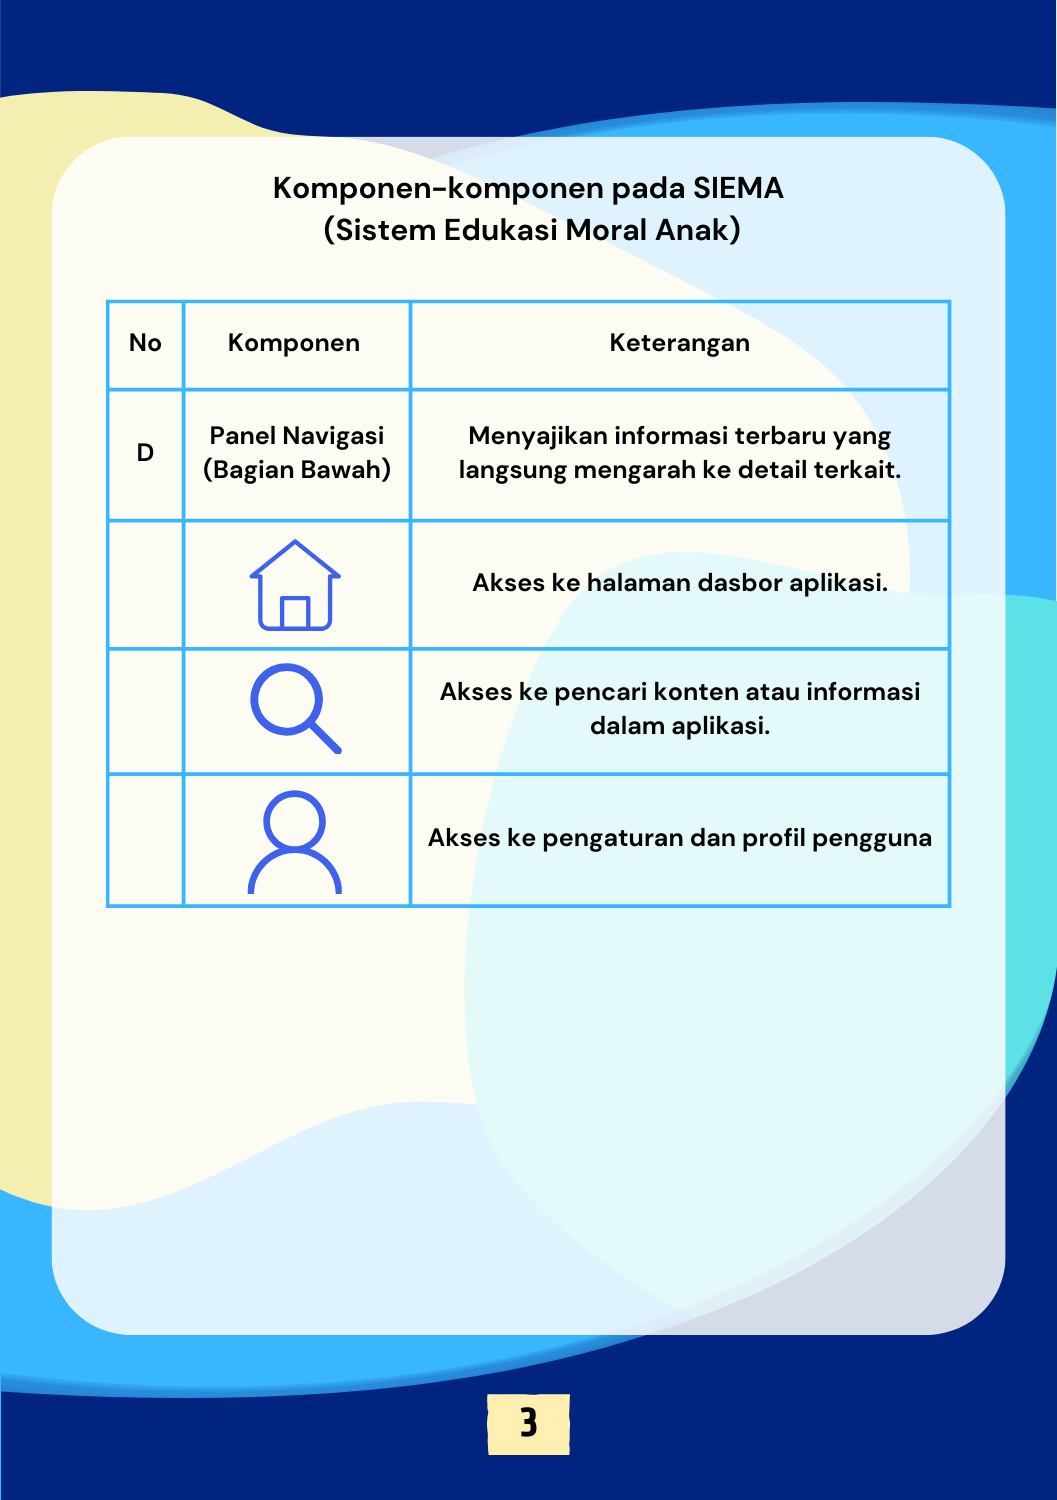 Komponen-komponen pada SIEMA
(Sistem Edukasi Moral Anak)
No
Komponen
Keterangan
D
Panel Navigasi
(Bagian Bawah)
Menyajikan informasi terbaru yang
langsung mengarah ke detail terkait.
Akses ke halaman dasbor aplikasi.
Akses ke pencari konten atau informasi
dalam aplikasi.
Akses ke pengaturan dan profil pengguna
3